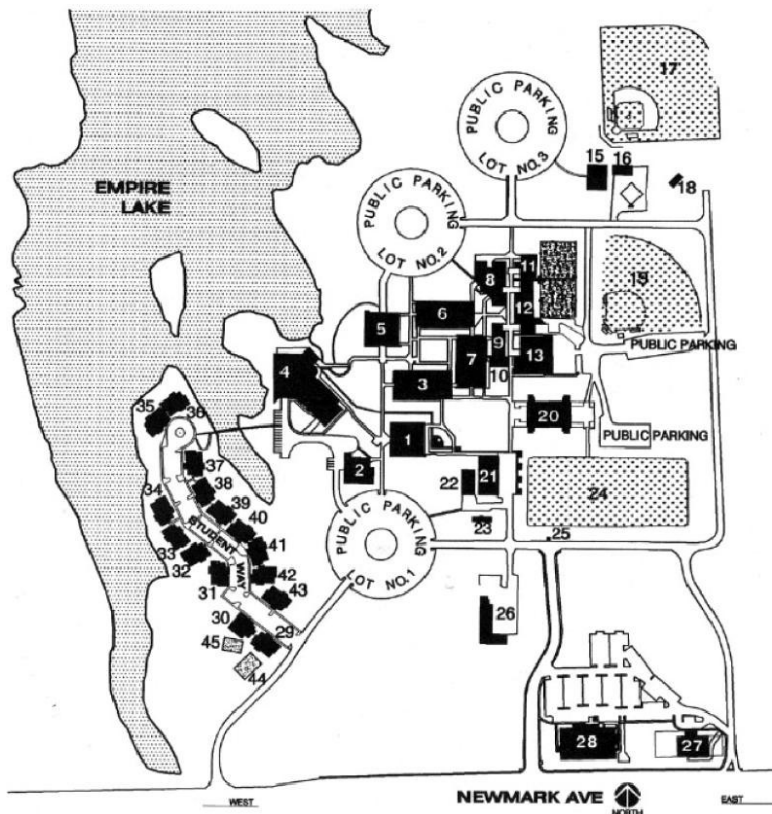 17
PUBLIC PARKING
LOT NO.3
15
16
18
EMPIRE
LAKE
PUBLIC PARKING
LOT NO.2
11
8
19
6
12
5
9
PUBLIC PARKING
7
13
4
10
3
35
36
20
1
PUBLIC PARKING
37
2
22
21
24
34
38
39
23
25
40
33
STUDENT
WAY
PUBLIC PARKING
LOT NO.1
41
32
42
31
43
26
30
29
45
44
28
27
WEST
NEWMARK AVE
NORTH
EAST